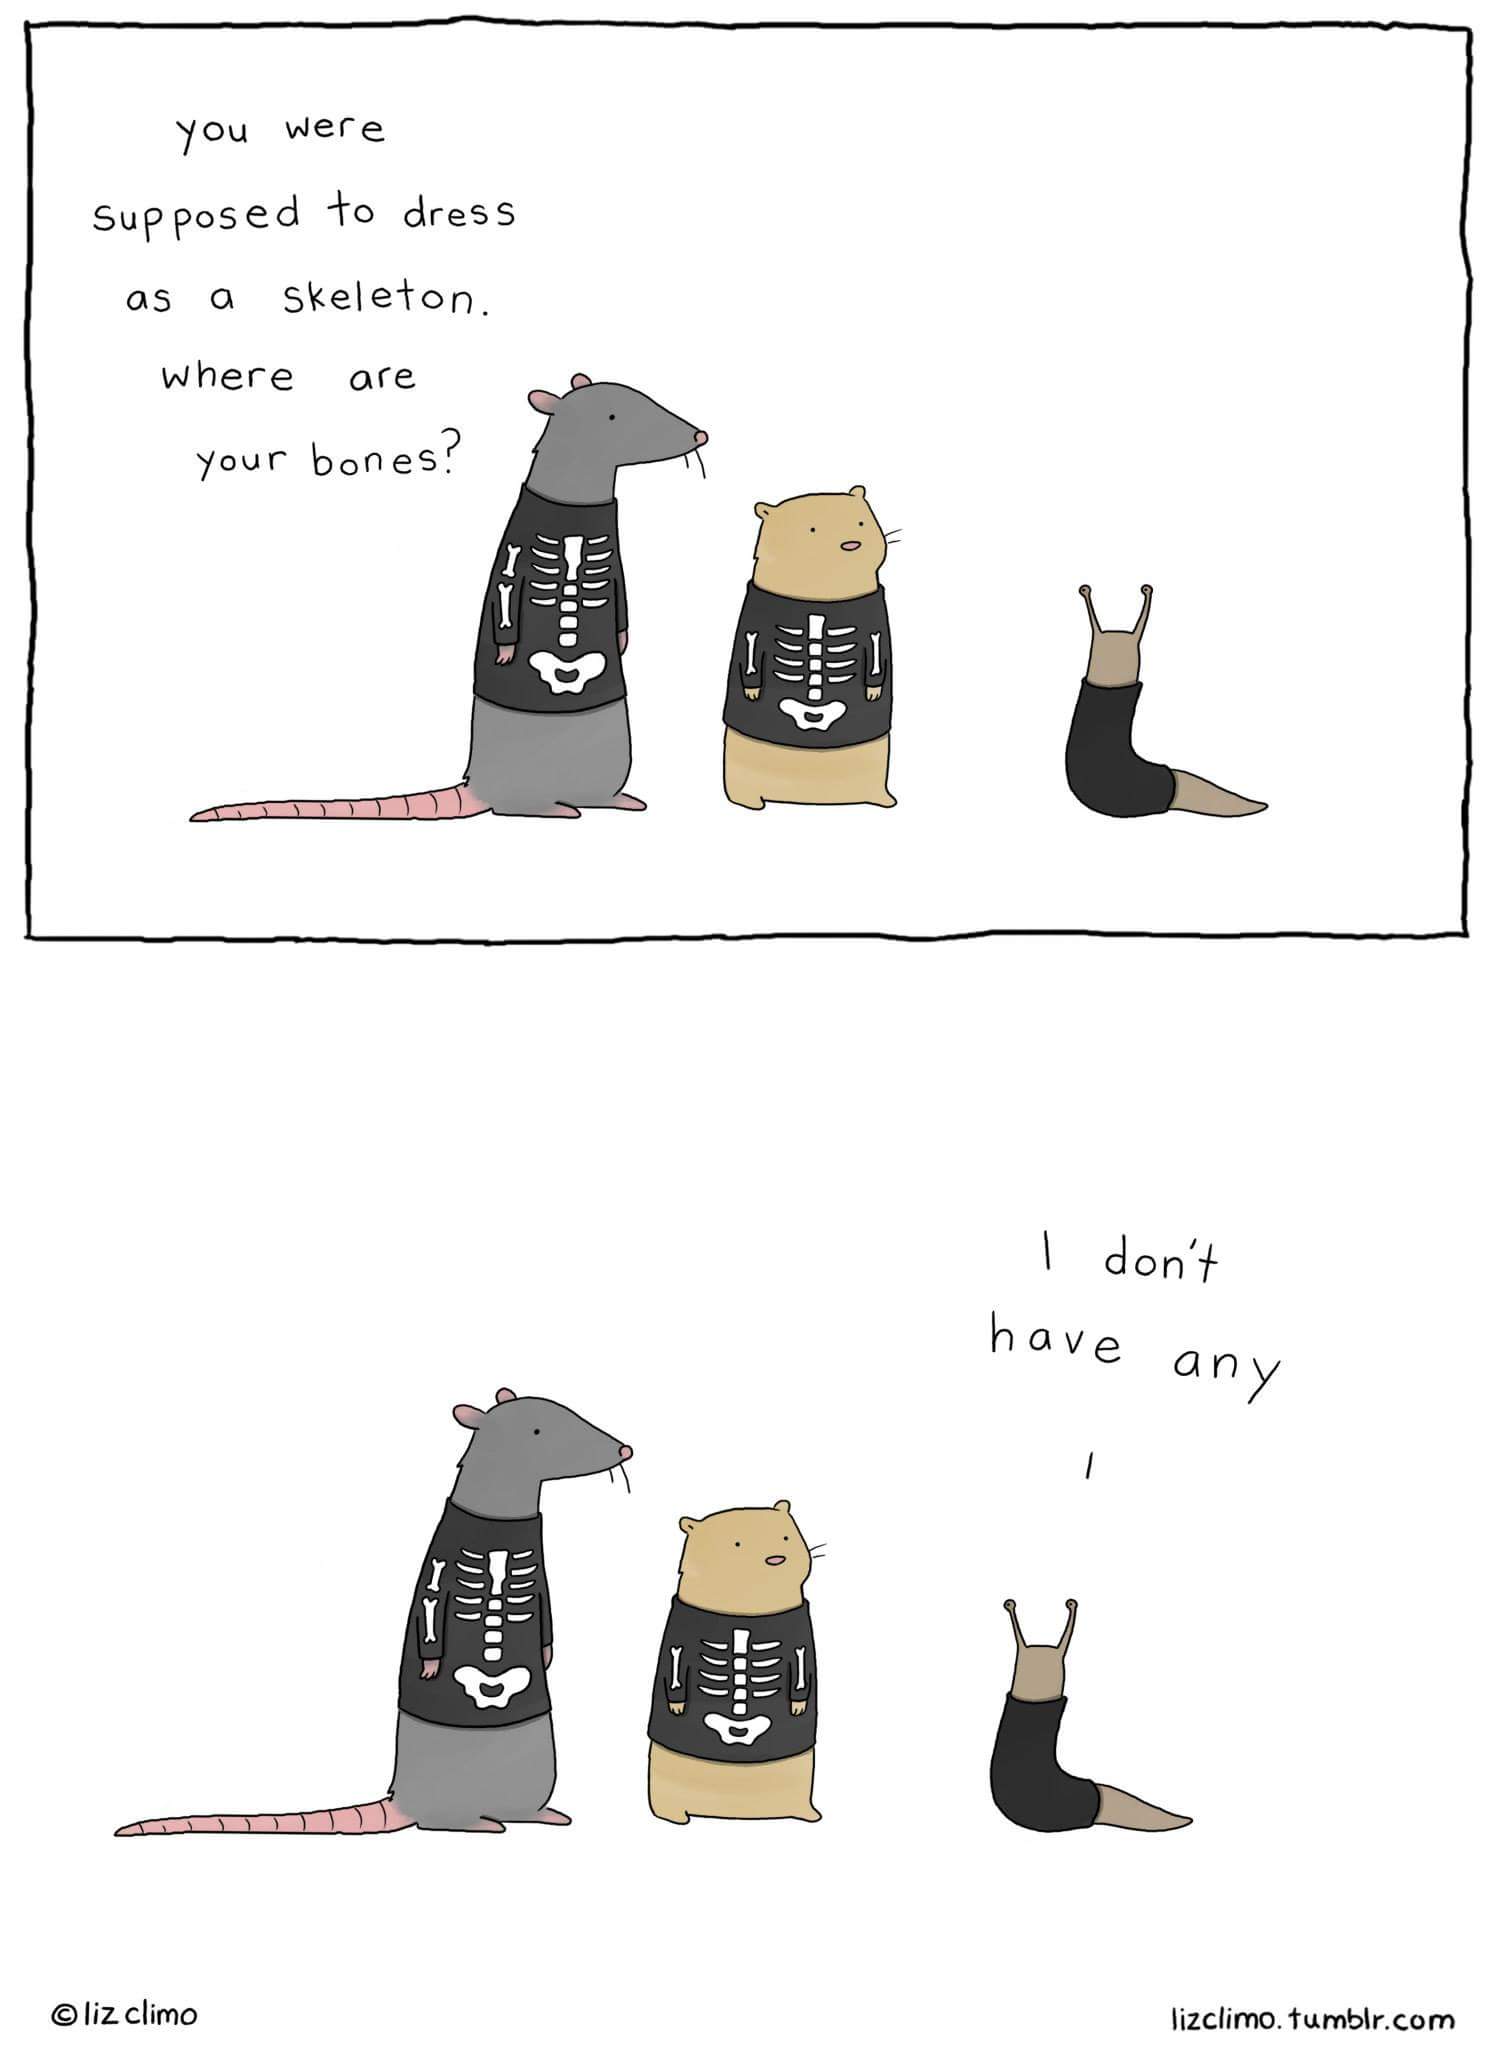 you were
supposed to dress
as a skeleton.
where are
your bones?
I don't
have any
© liz climo
lizclimo.tumblr.com